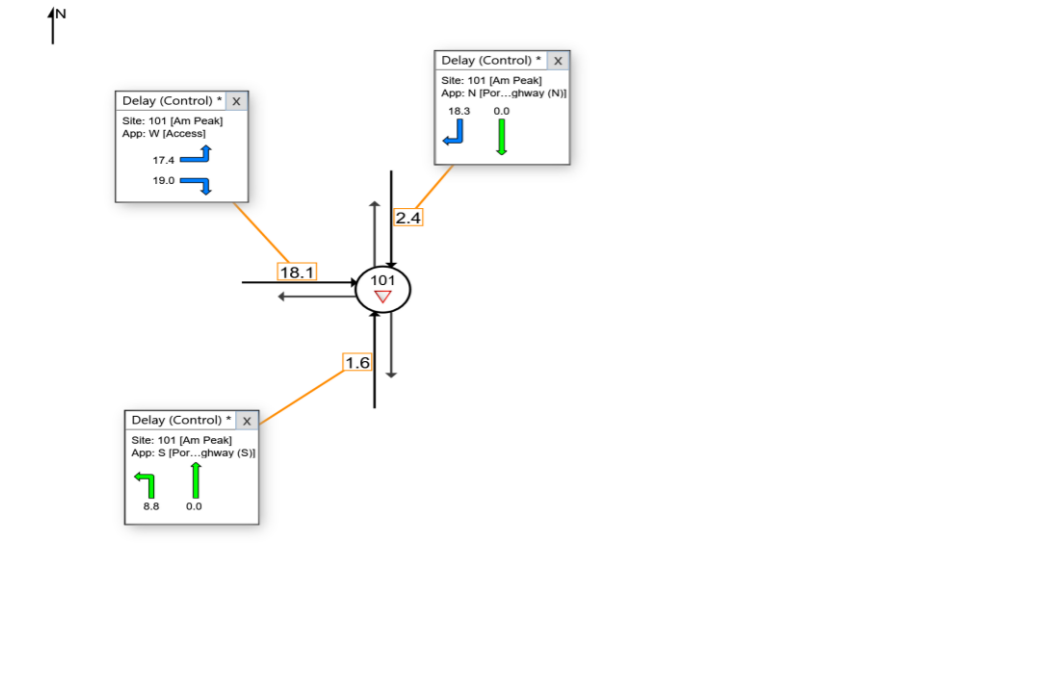 N
Delay (Control) * x
Site: 101 [Am Peak]
App: N [Por...ghway (N)]
18.3 0.0
Delay (Control) * x
Site: 101 [Am Peak]
App: W [Access]
17.4
19.0
2.4
18.1
101
1.6
Delay (Control) * x
Site: 101 [Am Peak]
App: S [Por...ghway (S)]
8.8 0.0